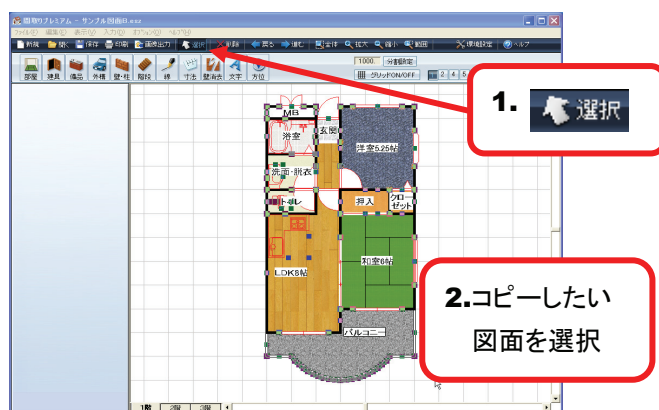 間取りプレミアム - サンプル図面01.exz
ファイル(F) 編集(E) 表示(V) 入力(I) オプション(O) ヘルプ(H)
新規 開く 保存 印刷 画像出力 選択 削除 戻る 進む 全体 拡大 縮小 範囲 環境設定 ヘルプ
1000. 分割設定
部屋 建具 備品 外構 壁・柱 階段 線 寸法 壁消去 文字 方位
グリッドON/OFF 2 4 5
1. 選択
MB
浴室
玄関
洋室5.25帖
洗面・脱衣
トイレ
押入
クロー
ゼット
LDK8帖
和室6帖
バルコニー
2.コピーしたい
図面を選択
1階 2階 3階